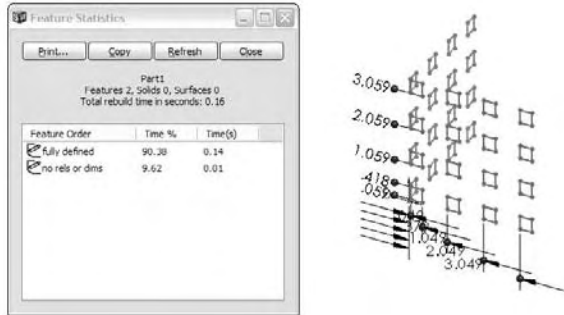 Feature Statistics
Print...
Copy
Refresh
Close
Part1
Features 2, Solids 0, Surfaces 0
Total rebuild time in seconds: 0.16
Feature Order Time % Time(s)
fully defined 90.38 0.14
no rels or dims 9.62 0.01
3.059
2.059
1.059
.418
.059
1.049
2.049
3.049